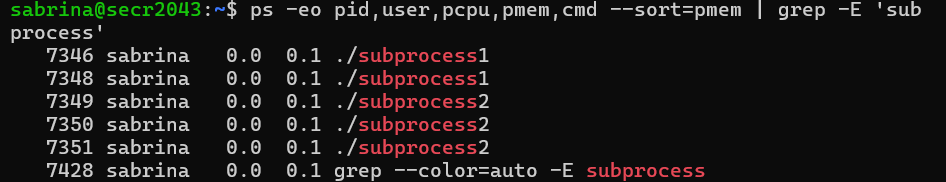 sabrina@secr2043:~$ ps -eo pid,user,pcpu,pmem,cmd --sort=pmem | grep -E 'sub
process'
7346 sabrina 0.0 0.1 ./subprocess1
7348 sabrina 0.0 0.1 ./subprocess1
7349 sabrina 0.0 0.1 ./subprocess2
7350 sabrina 0.0 0.1 ./subprocess2
7351 sabrina 0.0 0.1 ./subprocess2
7428 sabrina 0.0 0.1 grep --color=auto -E subprocess